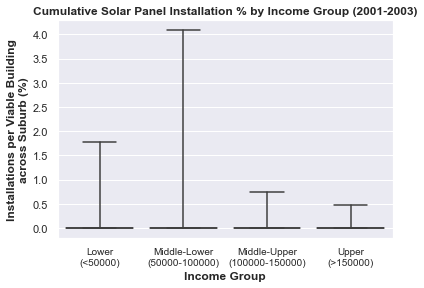 Cumulative Solar Panel Installation % by Income Group (2001-2003)
Installations per Viable Building
across Suburb (%)
4.0
3.5
3.0
2.5
2.0
1.5
1.0
0.5
0.0
Lower Middle-Lower Middle-Upper Upper
(<50000) (50000-100000) (100000-150000) (>150000)
Income Group